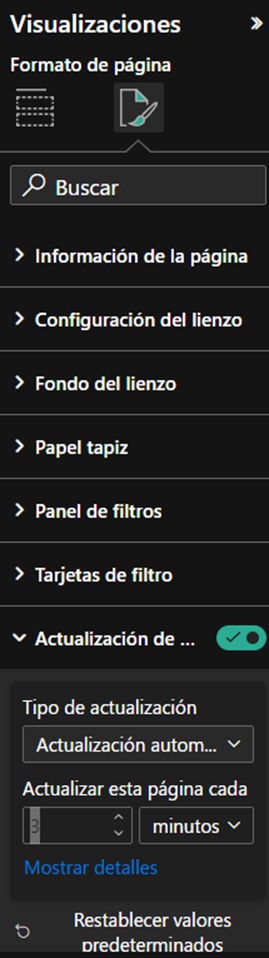 Visualizaciones
Formato de página
Buscar
Información de la página
Configuración del lienzo
Fondo del lienzo
Papel tapiz
Panel de filtros
Tarjetas de filtro
Actualización de ...
Tipo de actualización
Actualización autom...
Actualizar esta página cada
3 minutos
Mostrar detalles
Restablecer valores
predeterminados